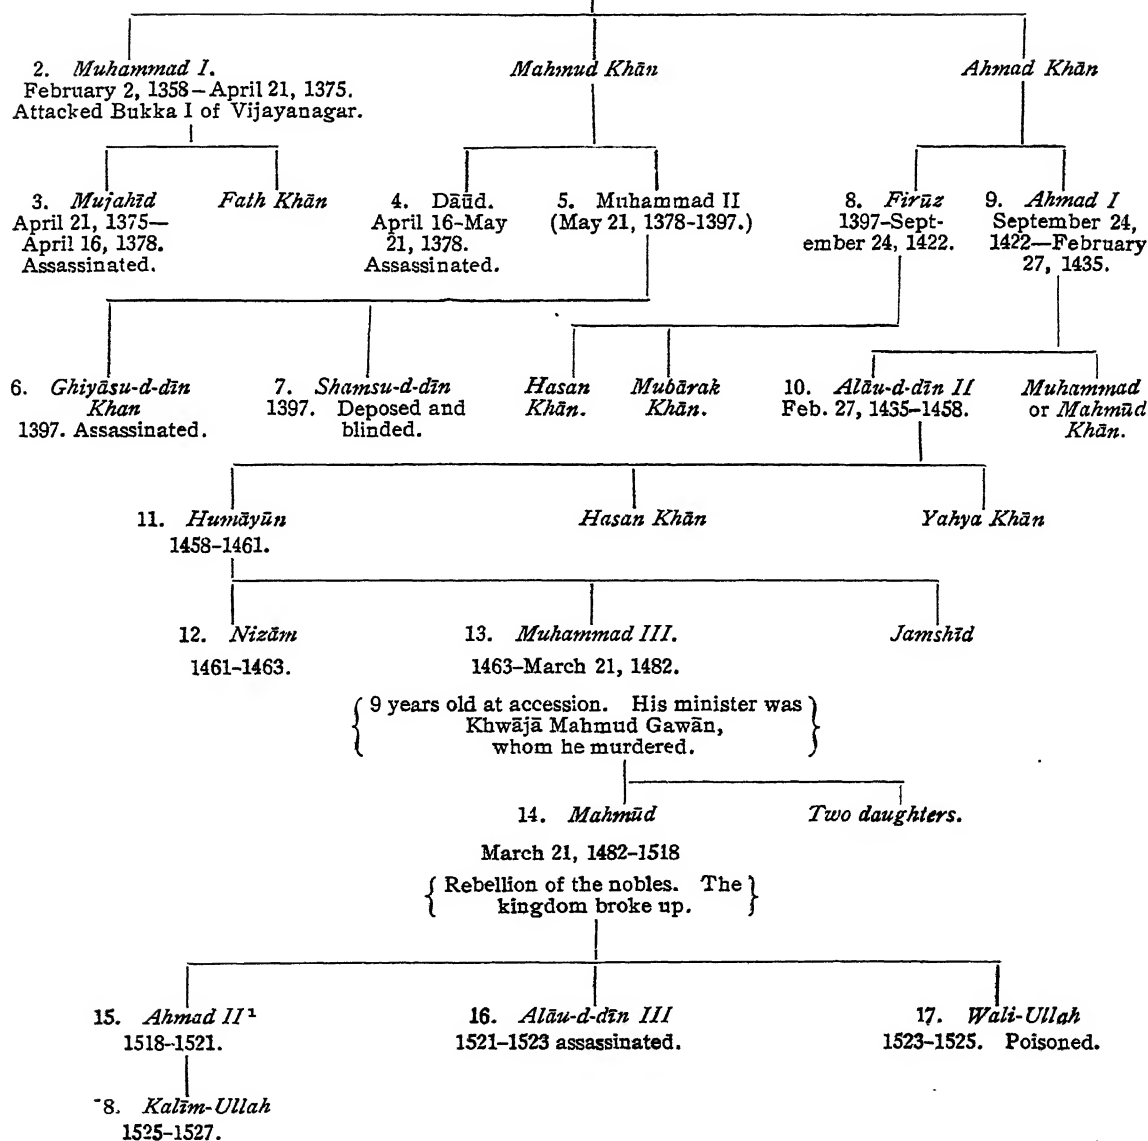 2. Muhammad I.
February 2, 1358–April 21, 1375.
Attacked Bukka I of Vijayanagar.
Mahmud Khān
Ahmad Khān
3. Mujahīd
April 21, 1375—
April 16, 1378.
Assassinated.
Fath Khān
4. Dāūd.
April 16-May
21, 1378.
Assassinated.
5. Muhammad II
(May 21, 1378-1397.)
8. Firūz
1397-Sept-
ember 24, 1422.
9. Ahmad I
September 24,
1422—February
27, 1435.
6. Ghiyāsu-d-dīn
Khan
1397. Assassinated.
7. Shamsu-d-dīn
1397. Deposed and
blinded.
Hasan
Khān.
Mubārak
Khān.
10. Alāu-d-dīn II
Feb. 27, 1435–1458.
Muhammad
or Mahmūd
Khān.
11. Humāyūn
1458–1461.
Hasan Khān
Yahya Khān
12. Nizām
1461–1463.
13. Muhammad III.
1463–March 21, 1482.
{ 9 years old at accession. His minister was
Khwājā Mahmud Gawān,
whom he murdered. }
Jamshīd
14. Mahmūd
March 21, 1482–1518
{ Rebellion of the nobles. The
kingdom broke up. }
Two daughters.
15. Ahmad II¹
1518–1521.
16. Alāu-d-dīn III
1521–1523 assassinated.
17. Wali-Ullah
1523–1525. Poisoned.
8. Kalīm-Ullah
1525–1527.